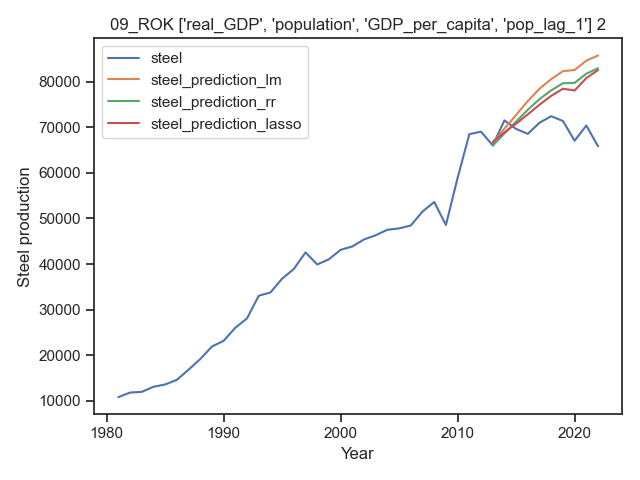 09_ROK ['real_GDP', 'population', 'GDP_per_capita', 'pop_lag_1'] 2
steel
steel_prediction_lm
steel_prediction_rr
steel_prediction_lasso
80000
70000
60000
50000
40000
30000
20000
10000
Steel production
1980 1990 2000 2010 2020
Year